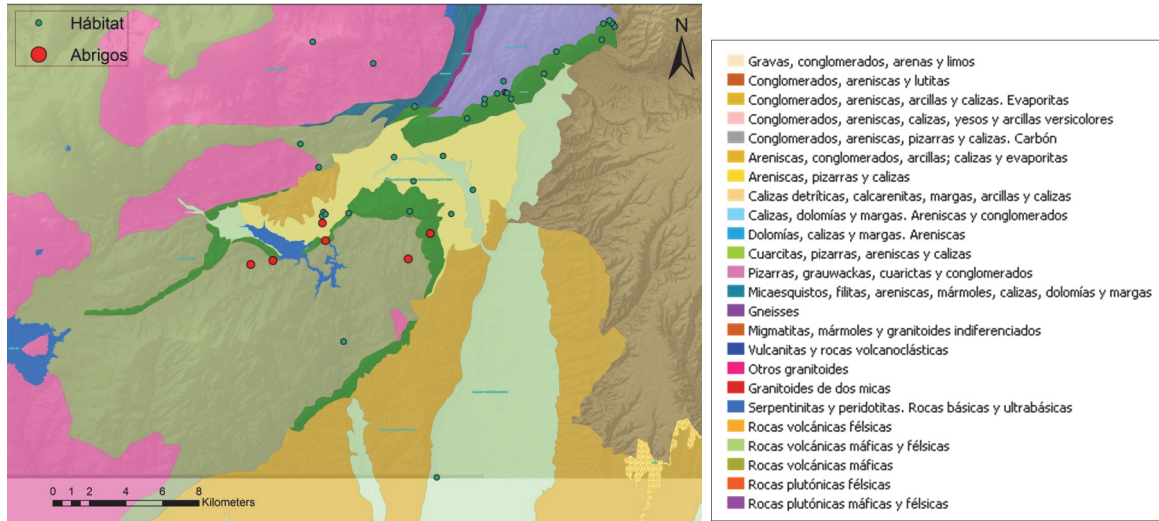 Hábitat
Abrigos
N
0 1 2 4 6 8
Kilometers
Gravas, conglomerados, arenas y limos
Conglomerados, areniscas y lutitas
Conglomerados, areniscas, arcillas y calizas. Evaporitas
Conglomerados, areniscas, calizas, yesos y arcillas versicolores
Conglomerados, areniscas, pizarras y calizas. Carbón
Areniscas, conglomerados, arcillas; calizas y evaporitas
Areniscas, pizarras y calizas
Calizas detríticas, calcarenitas, margas, arcillas y calizas
Calizas, dolomías y margas. Areniscas y conglomerados
Dolomías, calizas y margas. Areniscas
Cuarcitas, pizarras, areniscas y calizas
Pizarras, grauwackas, cuarictas y conglomerados
Micaesquistos, filitas, areniscas, mármoles, calizas, dolomías y margas
Gneisses
Migmatitas, mármoles y granitoides indiferenciados
Vulcanitas y rocas volcanoclásticas
Otros granitoides
Granitoides de dos micas
Serpentinitas y peridotitas. Rocas básicas y ultrabásicas
Rocas volcánicas félsicas
Rocas volcánicas máficas y félsicas
Rocas volcánicas máficas
Rocas plutónicas félsicas
Rocas plutónicas máficas y félsicas